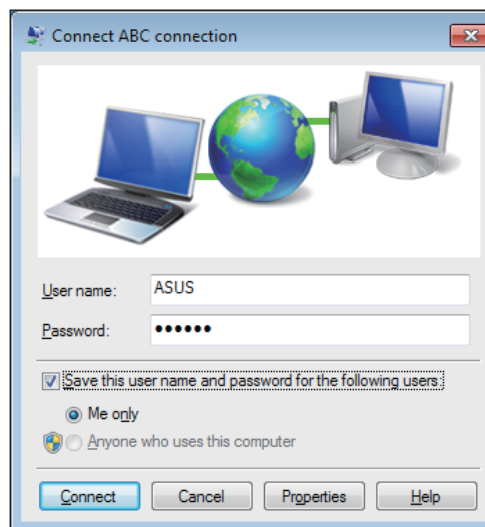 Connect ABC connection
User name: ASUS
Password: ••••••
Save this user name and password for the following users:
Me only
Anyone who uses this computer
Connect Cancel Properties Help